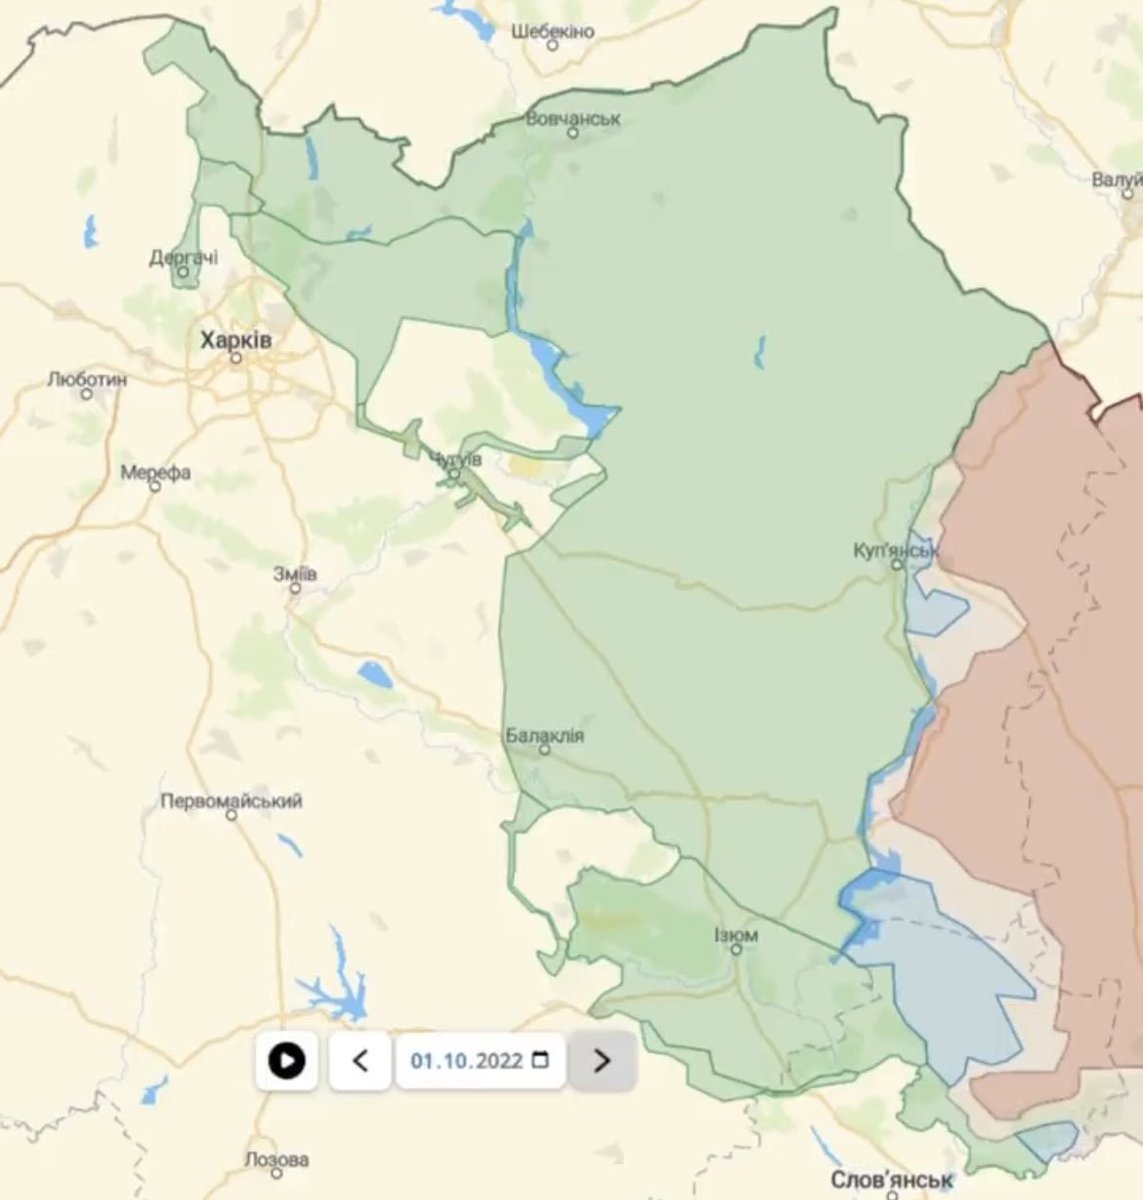 Шебекіно
Вовчанськ
Валуй
Дергачі
Харків
Люботин
Чугуїв
Мерефа
Куп'янськ
Зміїв
Балаклія
Первомайський
Ізюм
01.10.2022
Лозова
Слов'янськ